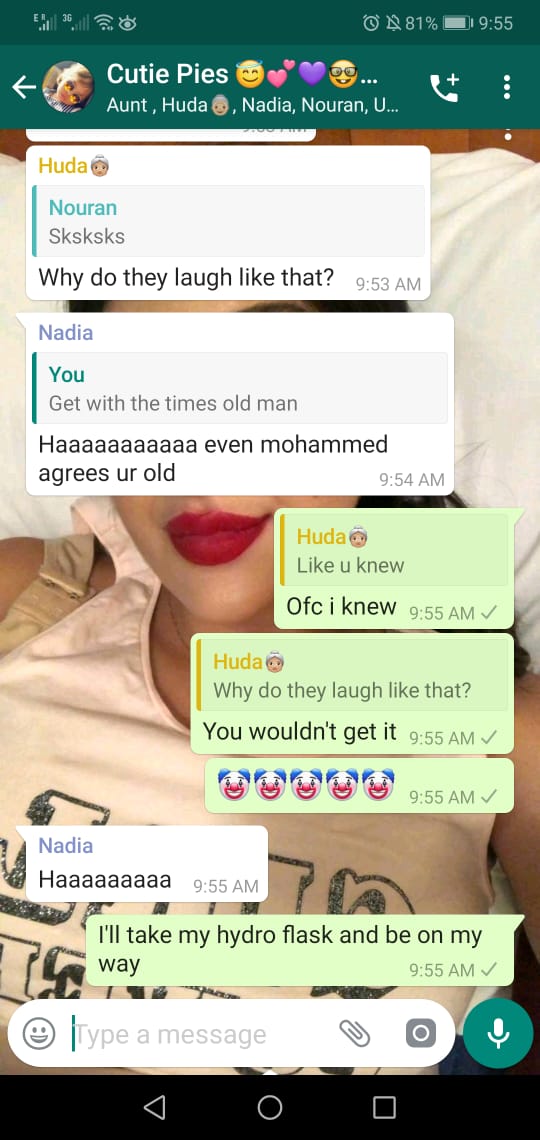 E R 3G 81% 9:55
Cutie Pies 😇💕💜🤓...
Aunt , Huda👵🏼, Nadia, Nouran, U...
Huda👵🏼
Nouran
Sksksks
Why do they laugh like that? 9:53 AM
Nadia
You
Get with the times old man
Haaaaaaaaaaa even mohammed
agrees ur old 9:54 AM
Huda👵🏼
Like u knew
Ofc i knew 9:55 AM
Huda👵🏼
Why do they laugh like that?
You wouldn't get it 9:55 AM
🤡🤡🤡🤡🤡 9:55 AM
Nadia
Haaaaaaaaa 9:55 AM
I'll take my hydro flask and be on my
way 9:55 AM
Type a message